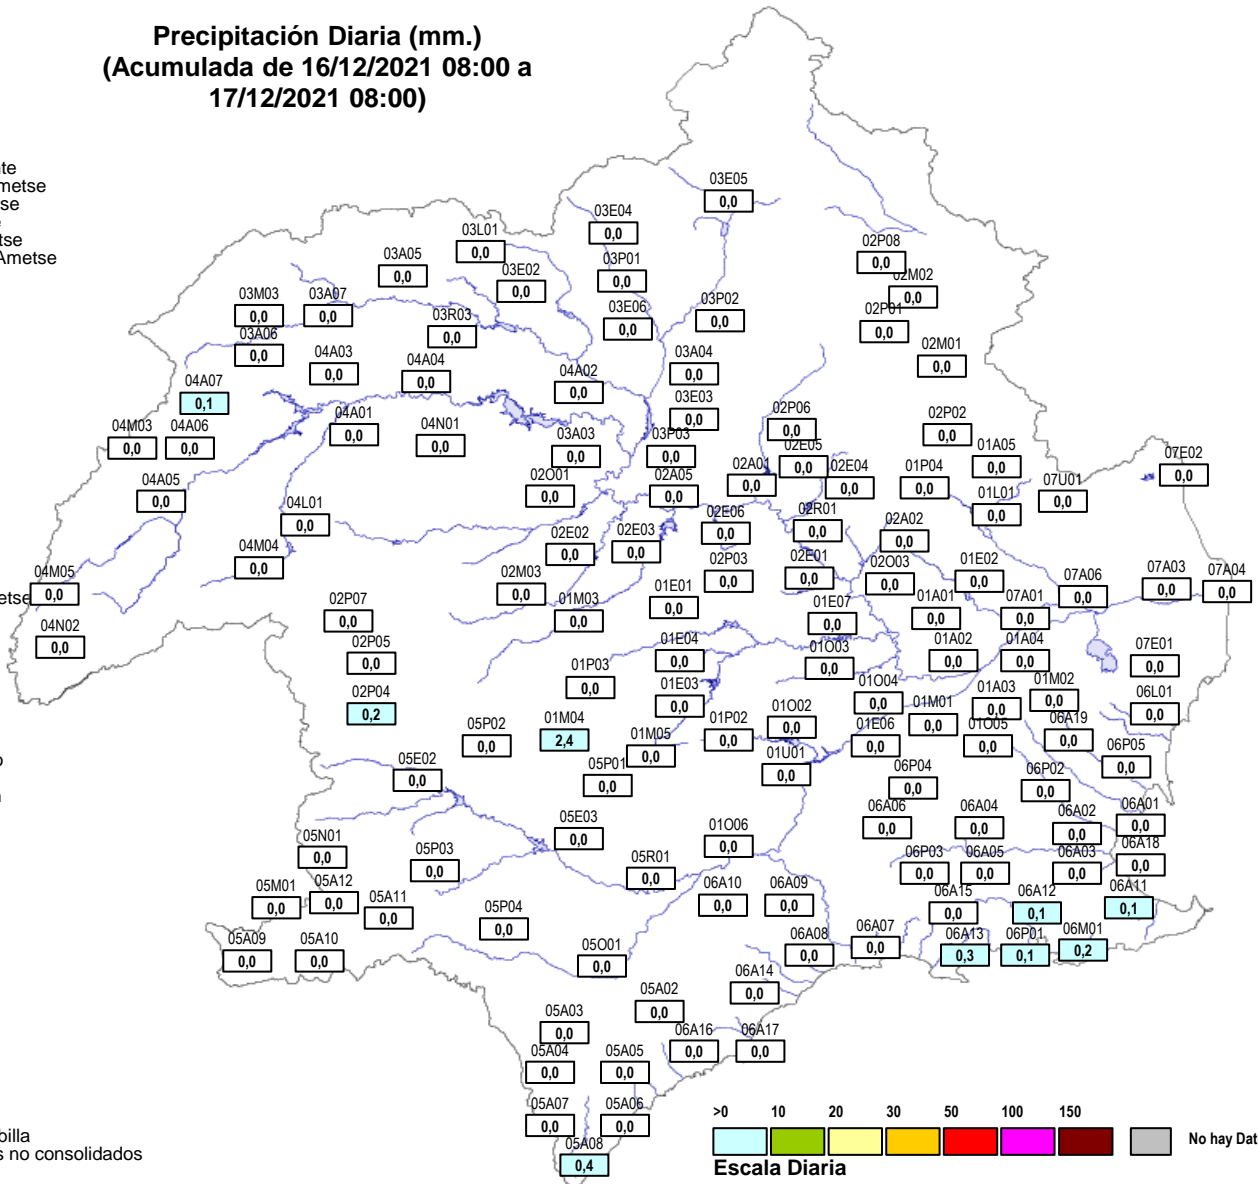 Precipitación Diaria (mm.)
(Acumulada de 16/12/2021 08:00 a
17/12/2021 08:00)
03E05
0,0
03E04
0,0
03L01
0,0
03P01
0,0
02P08
0,0
03A05
0,0
03E02
0,0
02M02
0,0
03M03
0,0
03A07
0,0
03P02
0,0
03E06
0,0
02P01
0,0
03R03
0,0
03A06
0,0
04A03
0,0
04A04
0,0
03A04
0,0
02M01
0,0
04A07
0,1
04A02
0,0
03E03
0,0
04A01
0,0
02P06
0,0
02P02
0,0
04M03
0,0
04A06
0,0
04N01
0,0
03A03
0,0
03P03
0,0
02E05
0,0
01A05
0,0
07E02
0,0
04A05
0,0
02O01
0,0
02A05
0,0
02A01
0,0
02E04
0,0
01P04
0,0
07U01
0,0
04L01
0,0
01L01
0,0
02E06
0,0
02R01
0,0
02A02
0,0
02E02
0,0
02E03
0,0
04M04
0,0
04M05
0,0
02M03
0,0
02P03
0,0
02E01
0,0
02O03
0,0
01E02
0,0
07A06
0,0
07A03
0,0
07A04
0,0
etse
02P07
0,0
01M03
0,0
01E01
0,0
01E07
0,0
01A01
0,0
07A01
0,0
04N02
0,0
02P05
0,0
01E04
0,0
01O03
0,0
01A02
0,0
01A04
0,0
07E01
0,0
01P03
0,0
01E03
0,0
01O04
0,0
01A03
0,0
01M02
0,0
06L01
0,0
02P04
0,2
01M04
2,4
05P02
0,0
01M05
0,0
01P02
0,0
01O02
0,0
01E06
0,0
01M01
0,0
01O05
0,0
06A19
0,0
06P05
0,0
05E02
0,0
05P01
0,0
01U01
0,0
06P04
0,0
06P02
0,0
05E03
0,0
01O06
0,0
06A06
0,0
06A04
0,0
06A02
0,0
06A01
0,0
05N01
0,0
05P03
0,0
05R01
0,0
06P03
0,0
06A05
0,0
06A03
0,0
06A18
0,0
05M01
0,0
05A12
0,0
05A11
0,0
06A10
0,0
06A09
0,0
06A15
0,0
06A12
0,1
06A11
0,1
05P04
0,0
05A09
0,0
05A10
0,0
05O01
0,0
06A08
0,0
06A07
0,0
06A13
0,3
06P01
0,1
06M01
0,2
06A14
0,0
05A02
0,0
05A03
0,0
06A16
0,0
06A17
0,0
05A04
0,0
05A05
0,0
05A07
0,0
05A06
0,0
05A08
0,4
>0 10 20 30 50 100 150
No hay Dat
Escala Diaria
nte
metse
se
tse
Ametse
billa
s no consolidados